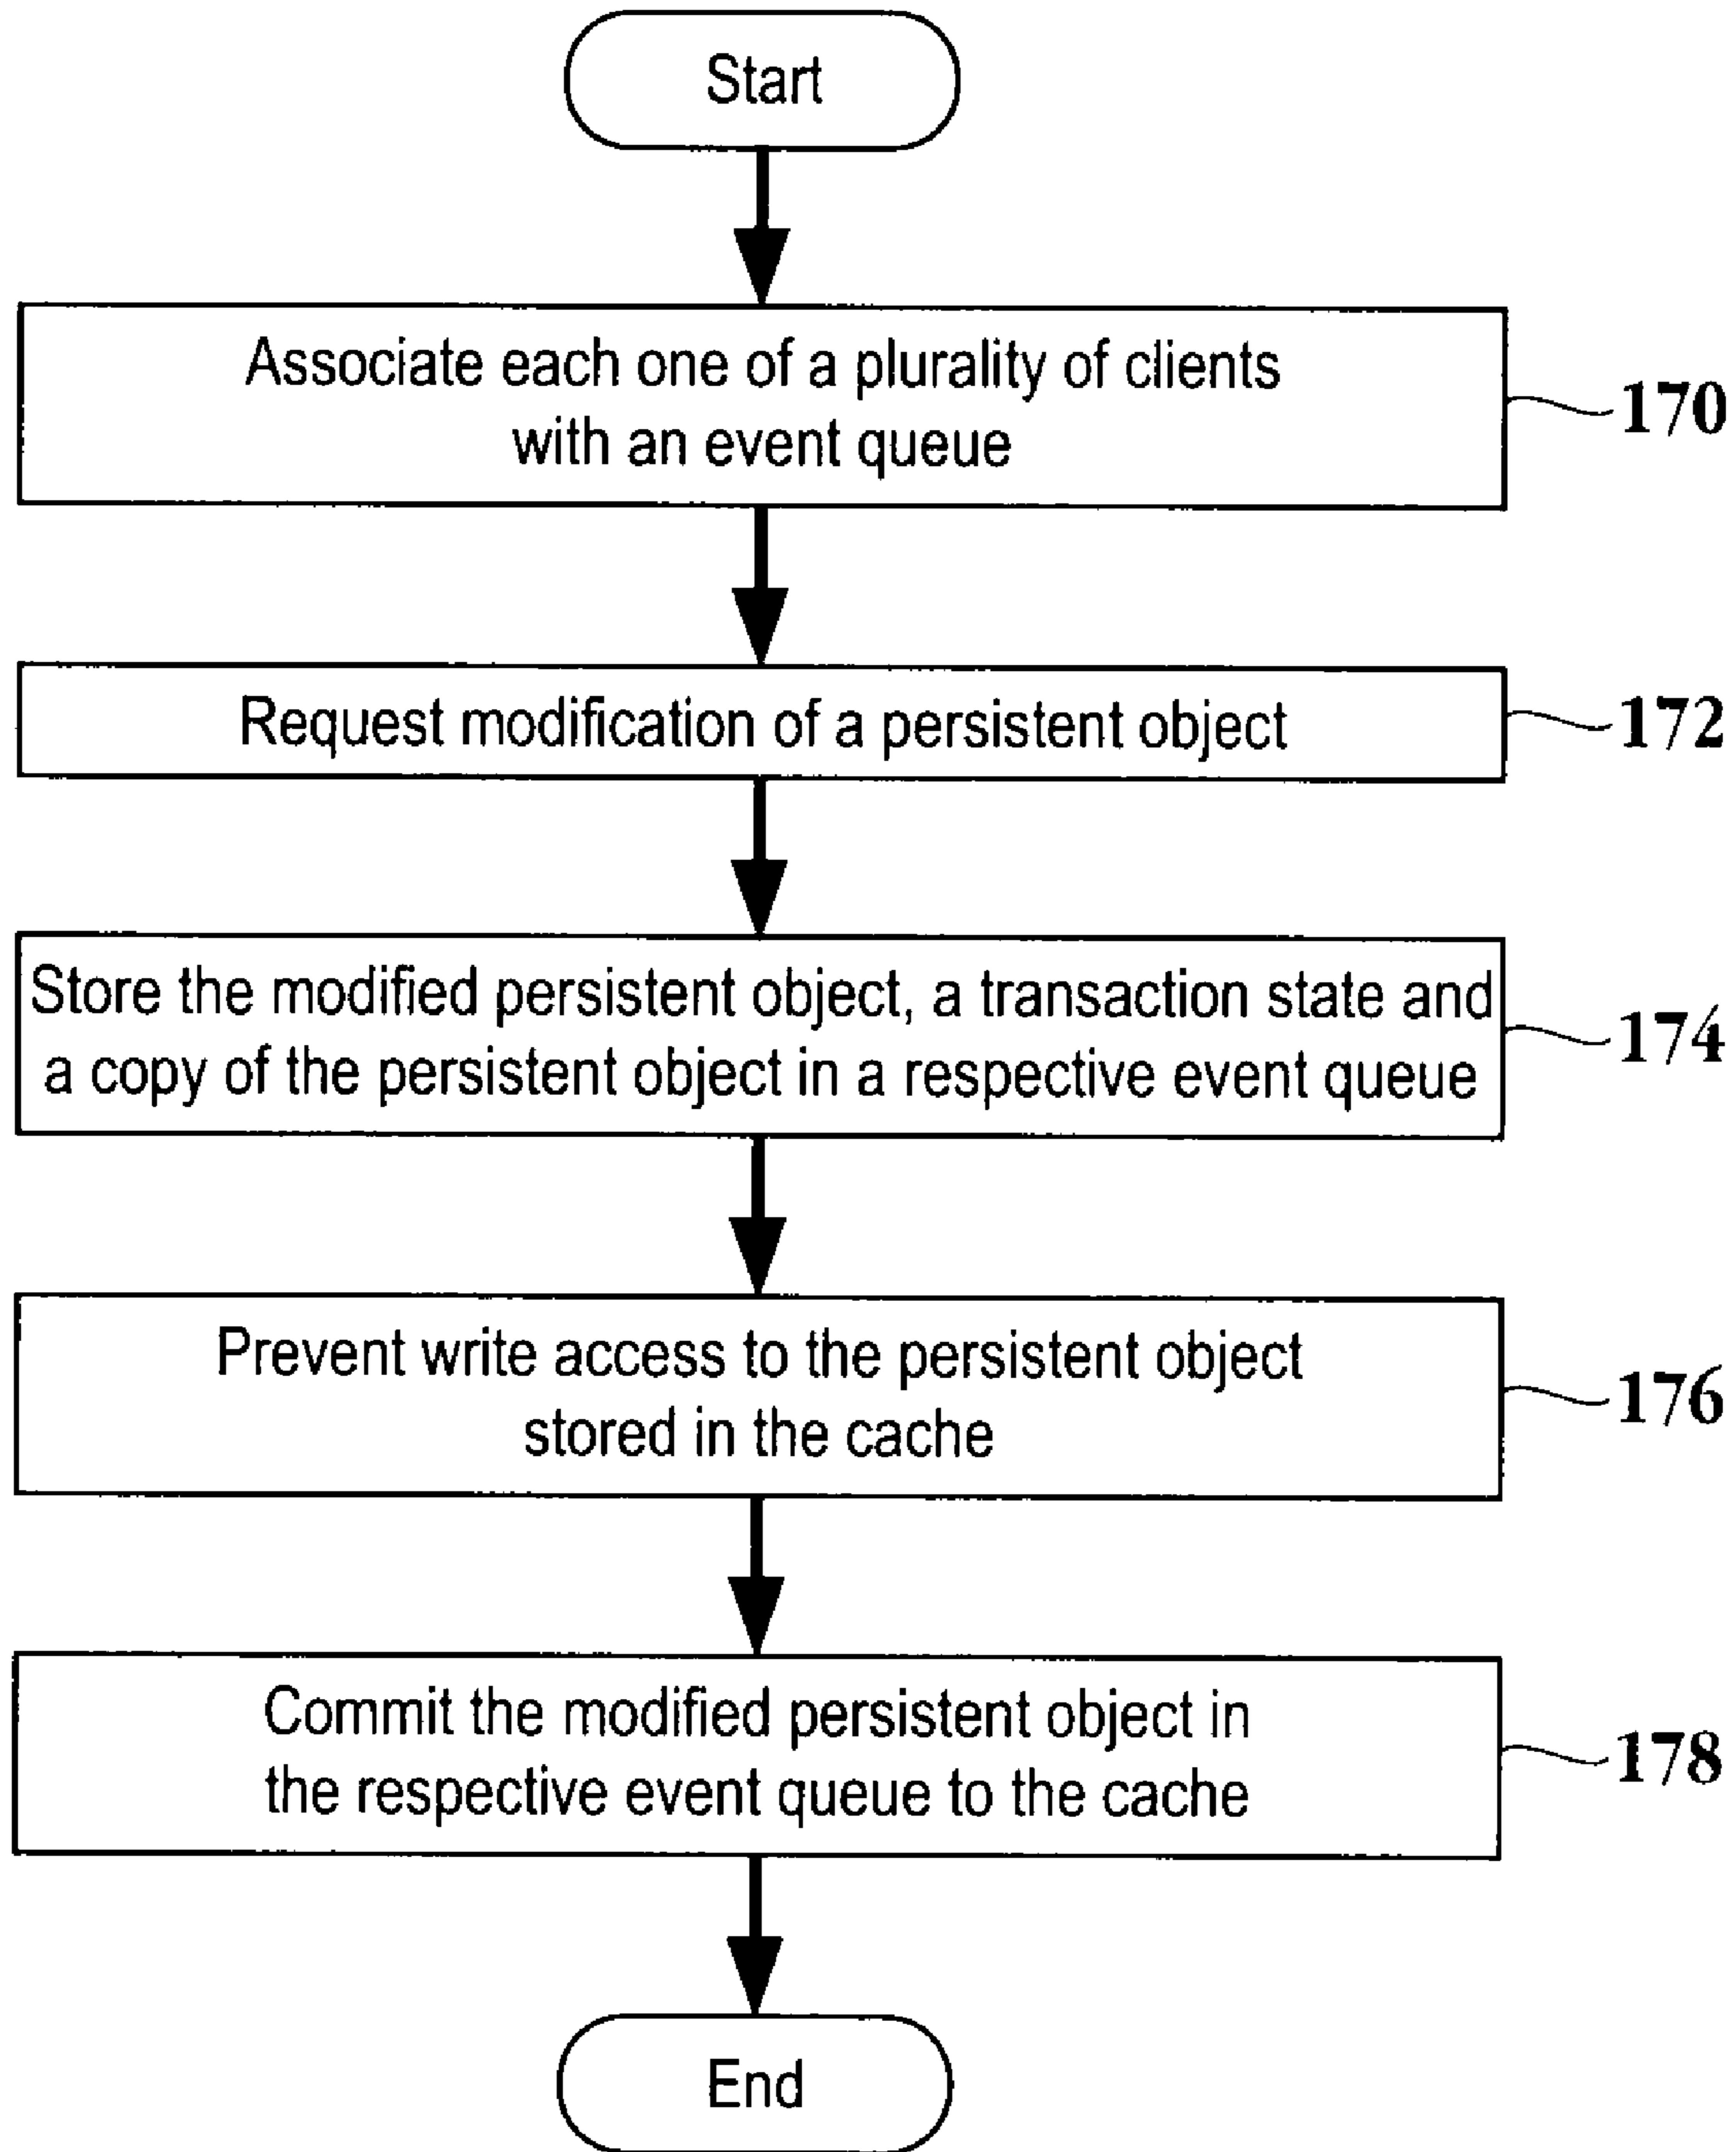 Start
Associate each one of a plurality of clients
with an event queue
170
Request modification of a persistent object
172
Store the modified persistent object, a transaction state and
a copy of the persistent object in a respective event queue
174
Prevent write access to the persistent object
stored in the cache
176
Commit the modified persistent object in
the respective event queue to the cache
178
End